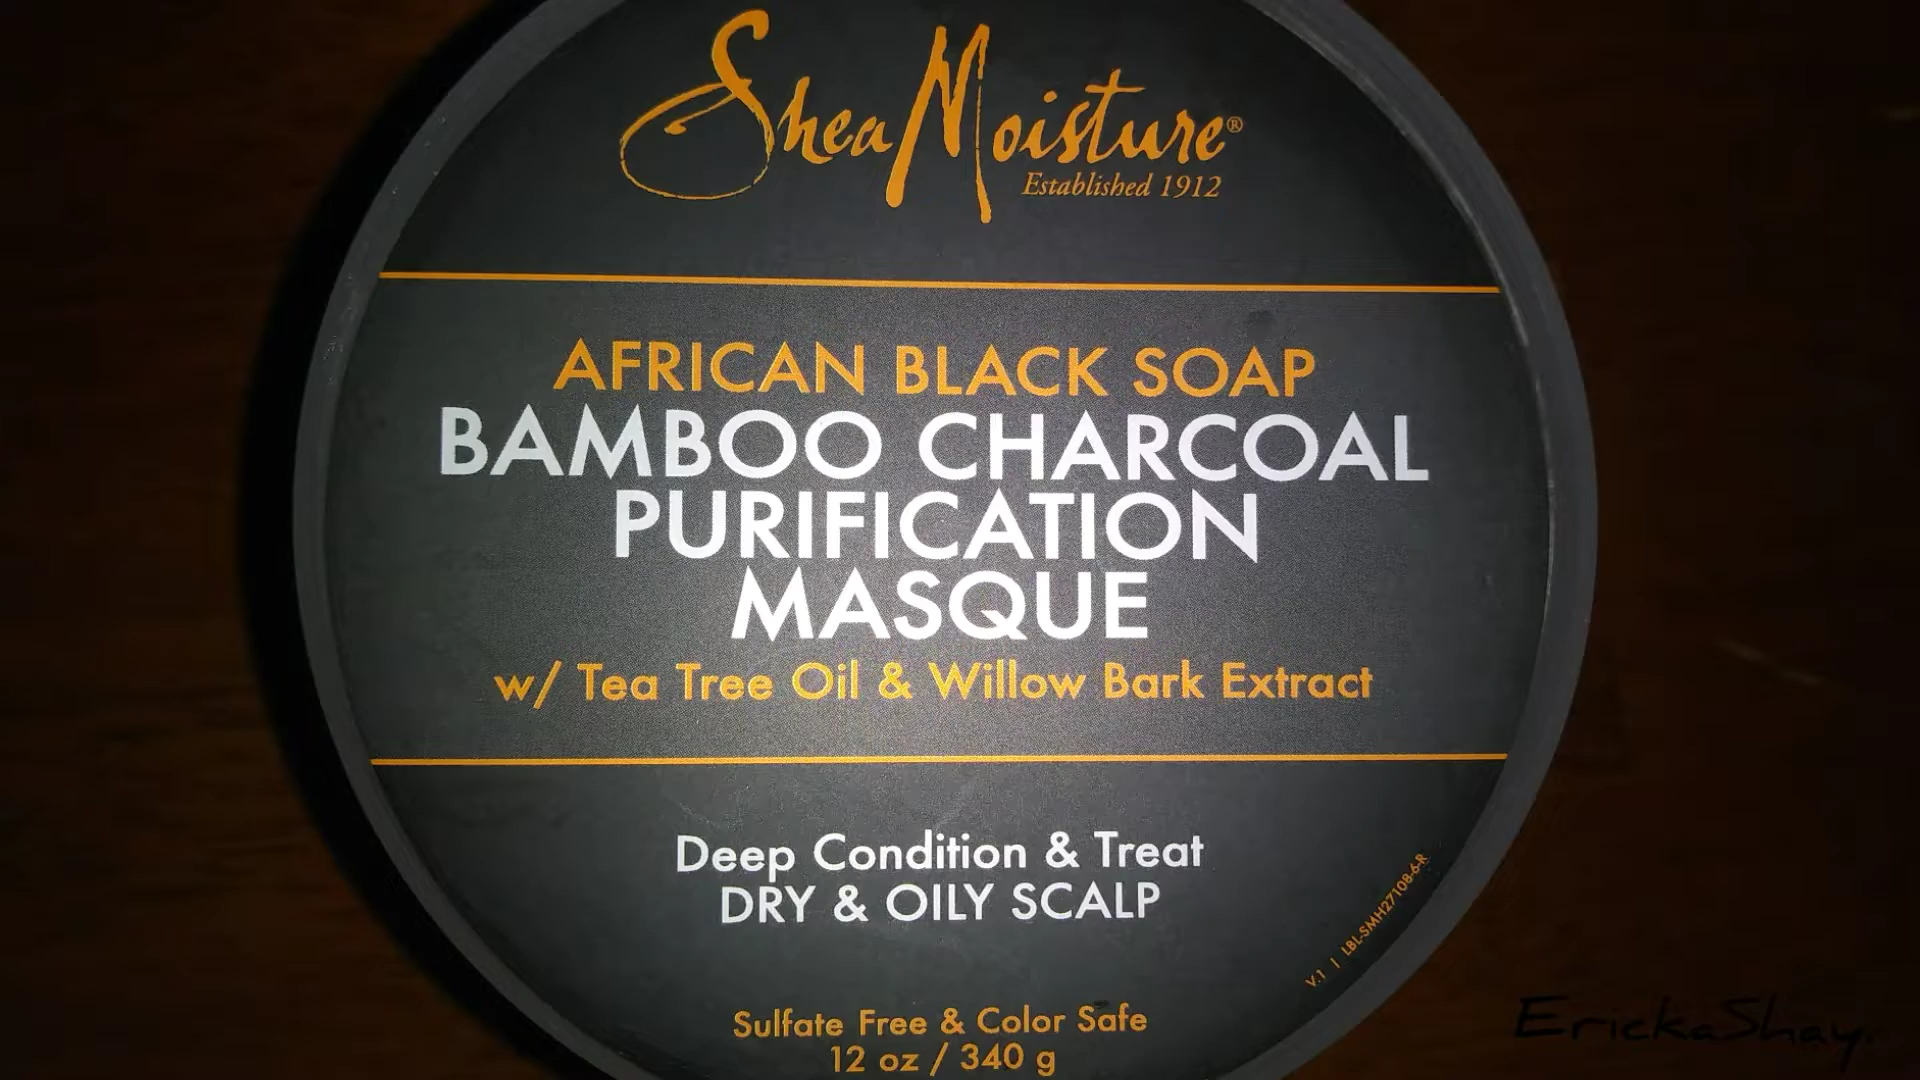 SheaMoisture®
Established 1912
AFRICAN BLACK SOAP
BAMBOO CHARCOAL
PURIFICATION
MASQUE
w/ Tea Tree Oil & Willow Bark Extract
Deep Condition & Treat
DRY & OILY SCALP
V.1 | LBL-SMH27108-6-R
Sulfate Free & Color Safe
12 oz / 340 g
ErickaShay.